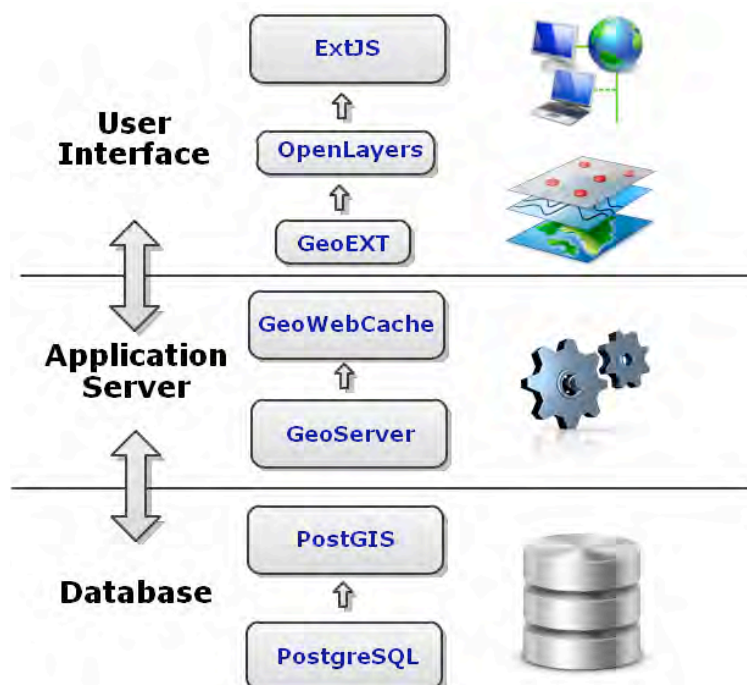 ExtJS
User
Interface
OpenLayers
GeoEXT
GeoWebCache
Application
Server
GeoServer
PostGIS
Database
PostgreSQL